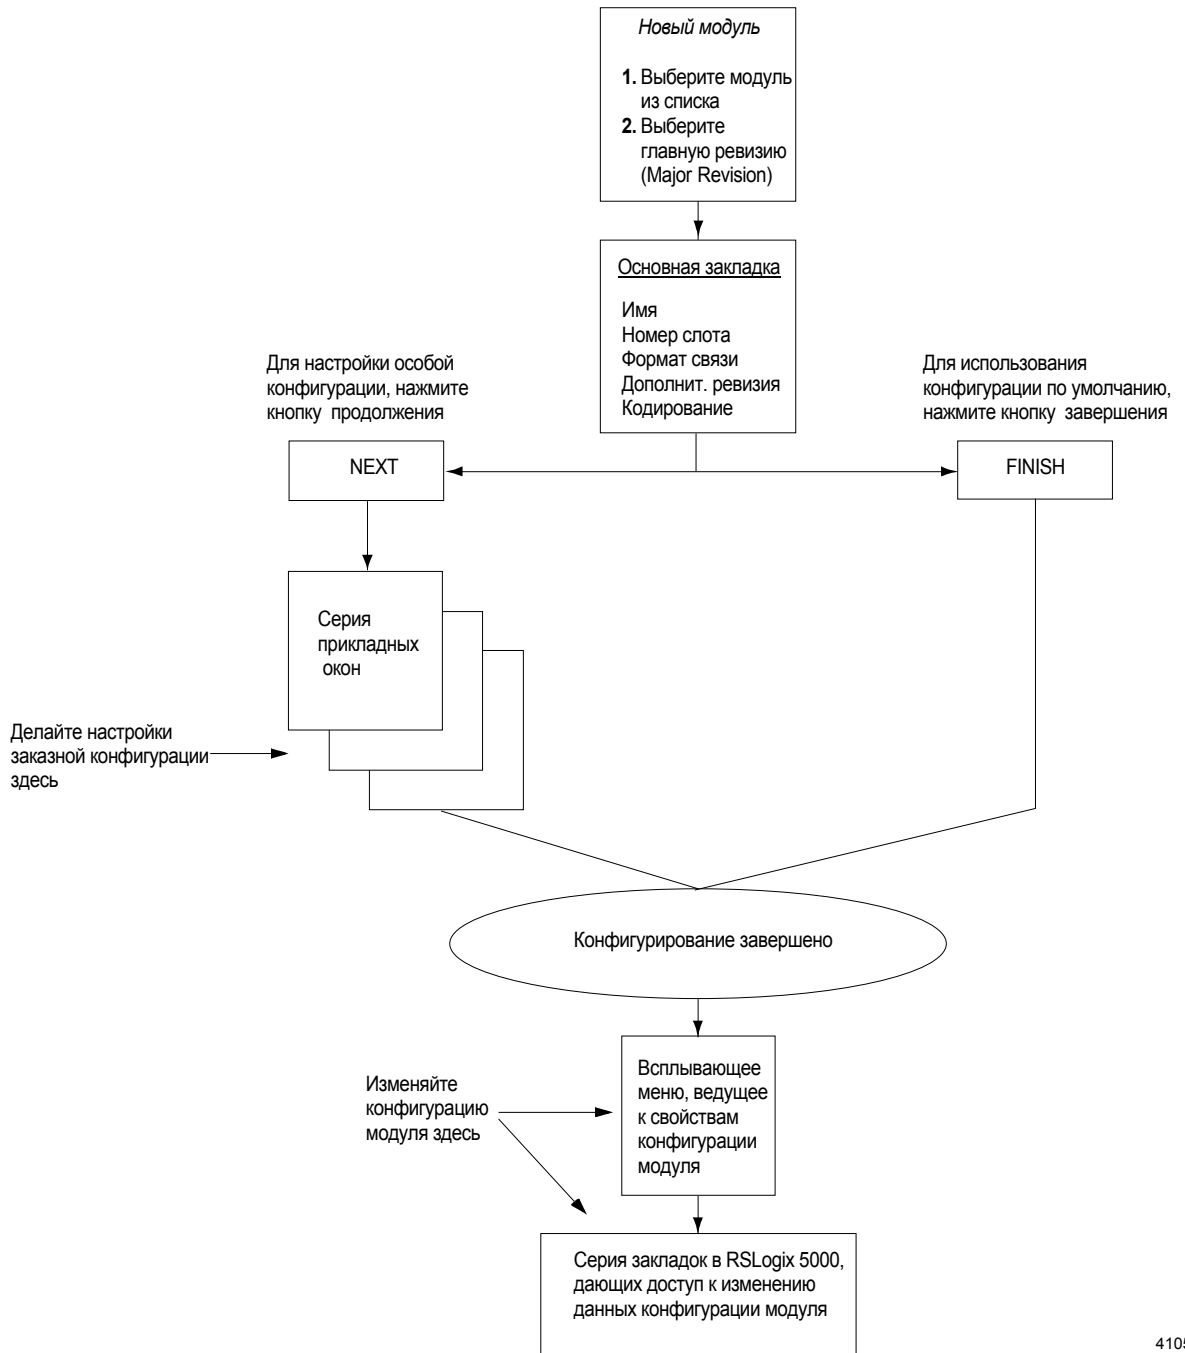 Новый модуль
1. Выберите модуль
из списка
2. Выберите
главную ревизию
(Major Revision)
Основная закладка
Имя
Номер слота
Формат связи
Дополнит. ревизия
Кодирование
Для настройки особой
конфигурации, нажмите
кнопку продолжения
Для использования
конфигурации по умолчанию,
нажмите кнопку завершения
NEXT
FINISH
Серия
прикладных
окон
Делайте настройки
заказной конфигурации
здесь
Конфигурирование завершено
Изменяйте
конфигурацию
модуля здесь
Всплывающее
меню, ведущее
к свойствам
конфигурации
модуля
Серия закладок в RSLogix 5000,
дающих доступ к изменению
данных конфигурации модуля
4105